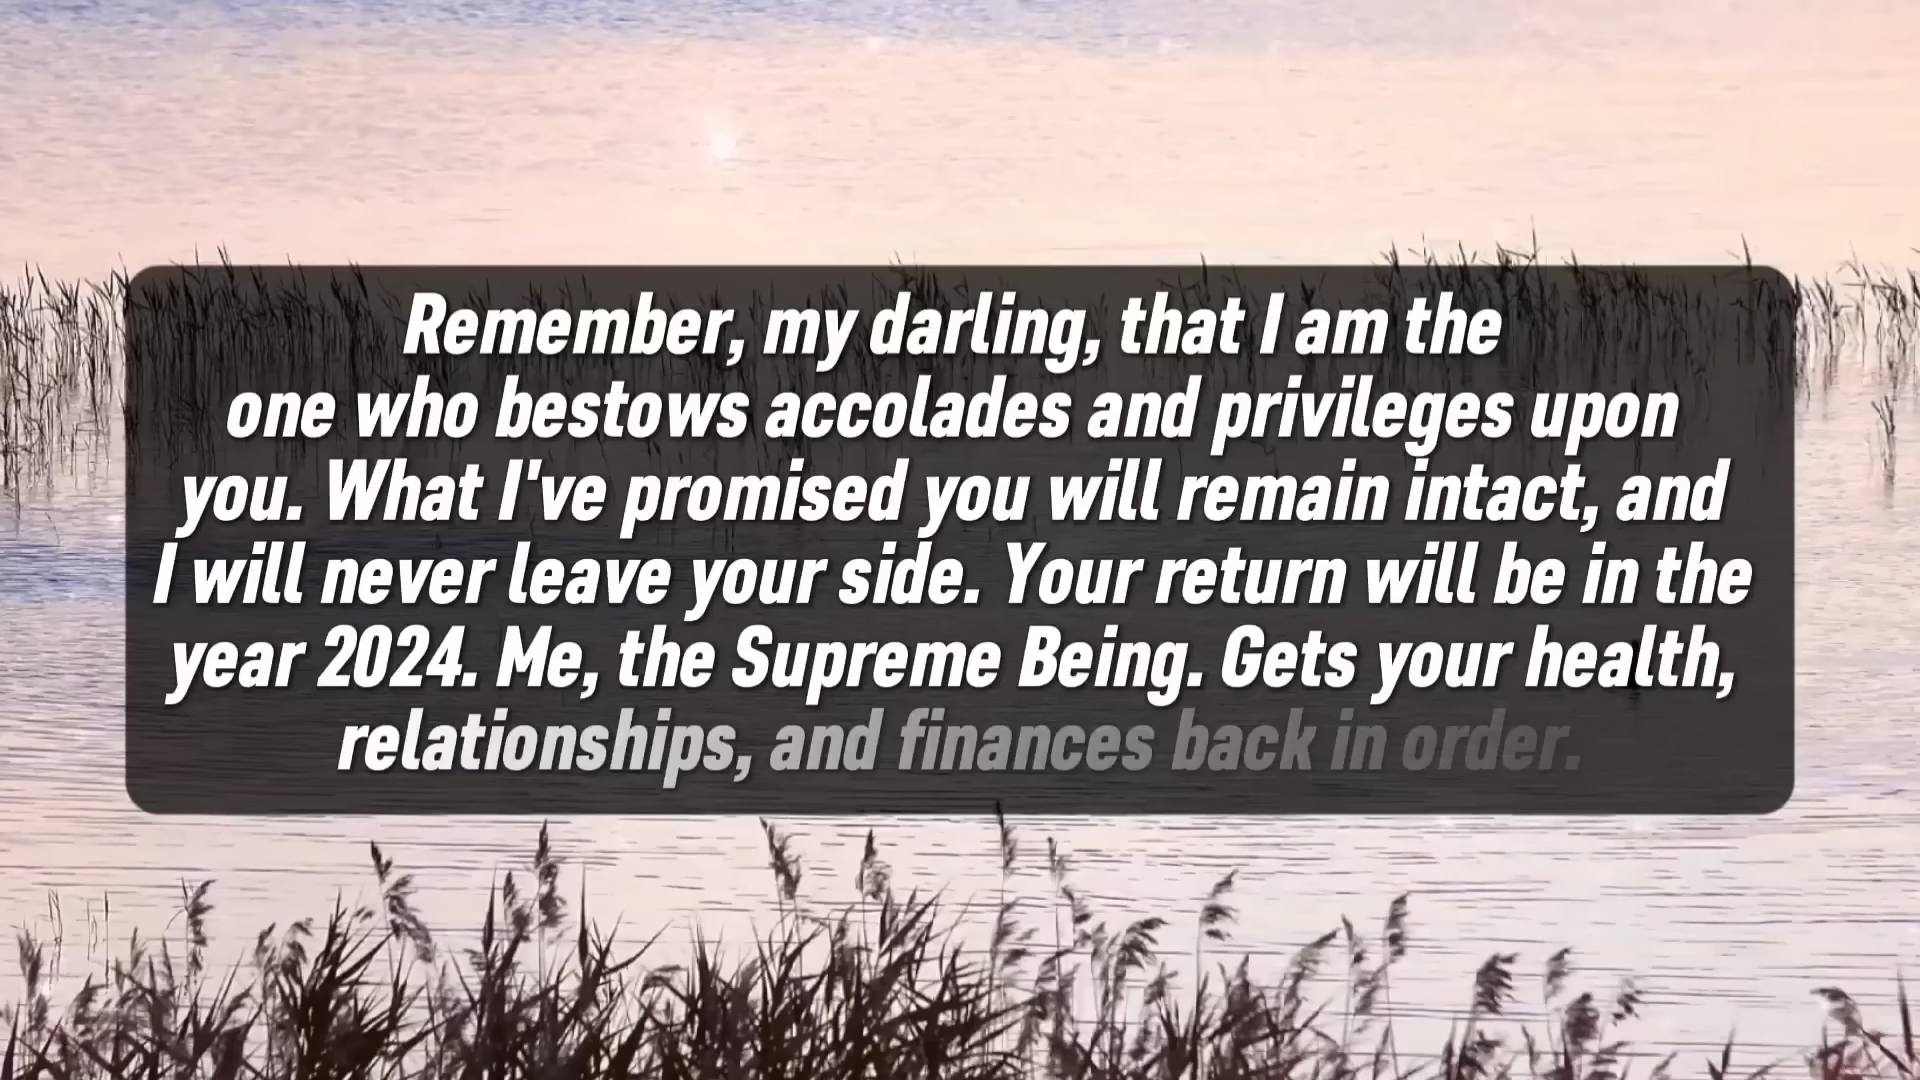 Remember, my darling, that I am the
one who bestows accolades and privileges upon
you. What I've promised you will remain intact, and
I will never leave your side. Your return will be in the
year 2024. Me, the Supreme Being. Gets your health,
relationships, and finances back in order.